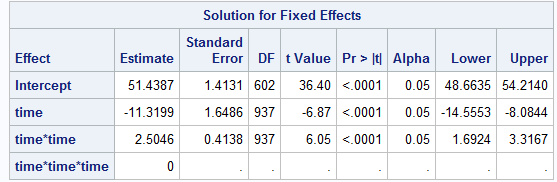 Solution for Fixed Effects
Effect Estimate Standard Error DF t Value Pr > |t| Alpha Lower Upper
Intercept 51.4387 1.4131 602 36.40 <.0001 0.05 48.6635 54.2140
time -11.3199 1.6486 937 -6.87 <.0001 0.05 -14.5553 -8.0844
time*time 2.5046 0.4138 937 6.05 <.0001 0.05 1.6924 3.3167
time*time*time 0 . . . . . . .